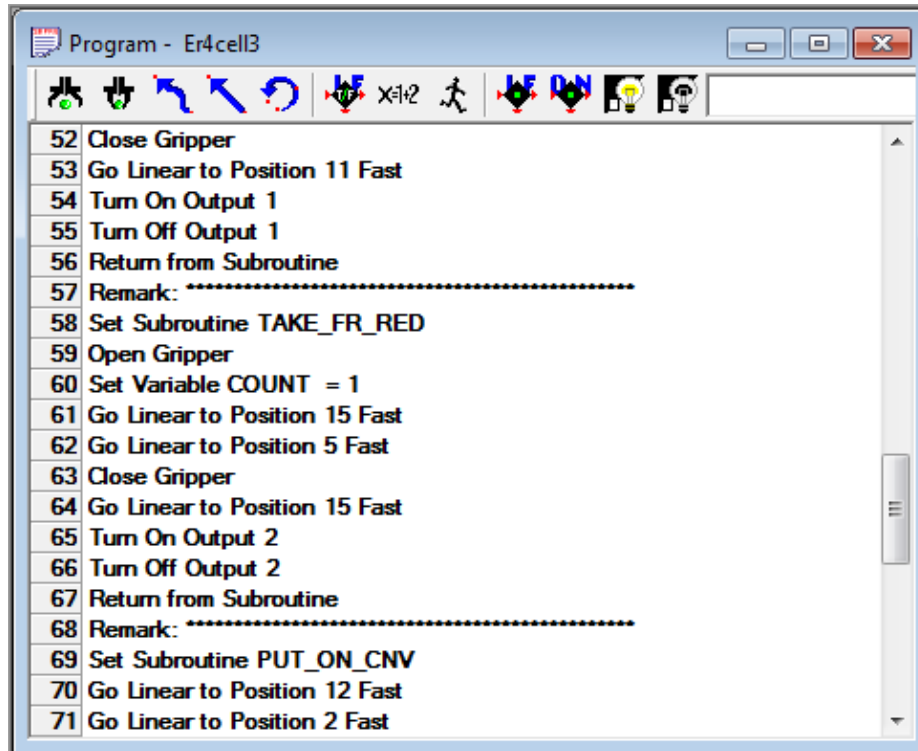 Program - Er4cell3
IF X=1+2 IF ON
52 Close Gripper
53 Go Linear to Position 11 Fast
54 Turn On Output 1
55 Turn Off Output 1
56 Return from Subroutine
57 Remark: ************************************************
58 Set Subroutine TAKE_FR_RED
59 Open Gripper
60 Set Variable COUNT = 1
61 Go Linear to Position 15 Fast
62 Go Linear to Position 5 Fast
63 Close Gripper
64 Go Linear to Position 15 Fast
65 Turn On Output 2
66 Turn Off Output 2
67 Return from Subroutine
68 Remark: ************************************************
69 Set Subroutine PUT_ON_CNV
70 Go Linear to Position 12 Fast
71 Go Linear to Position 2 Fast